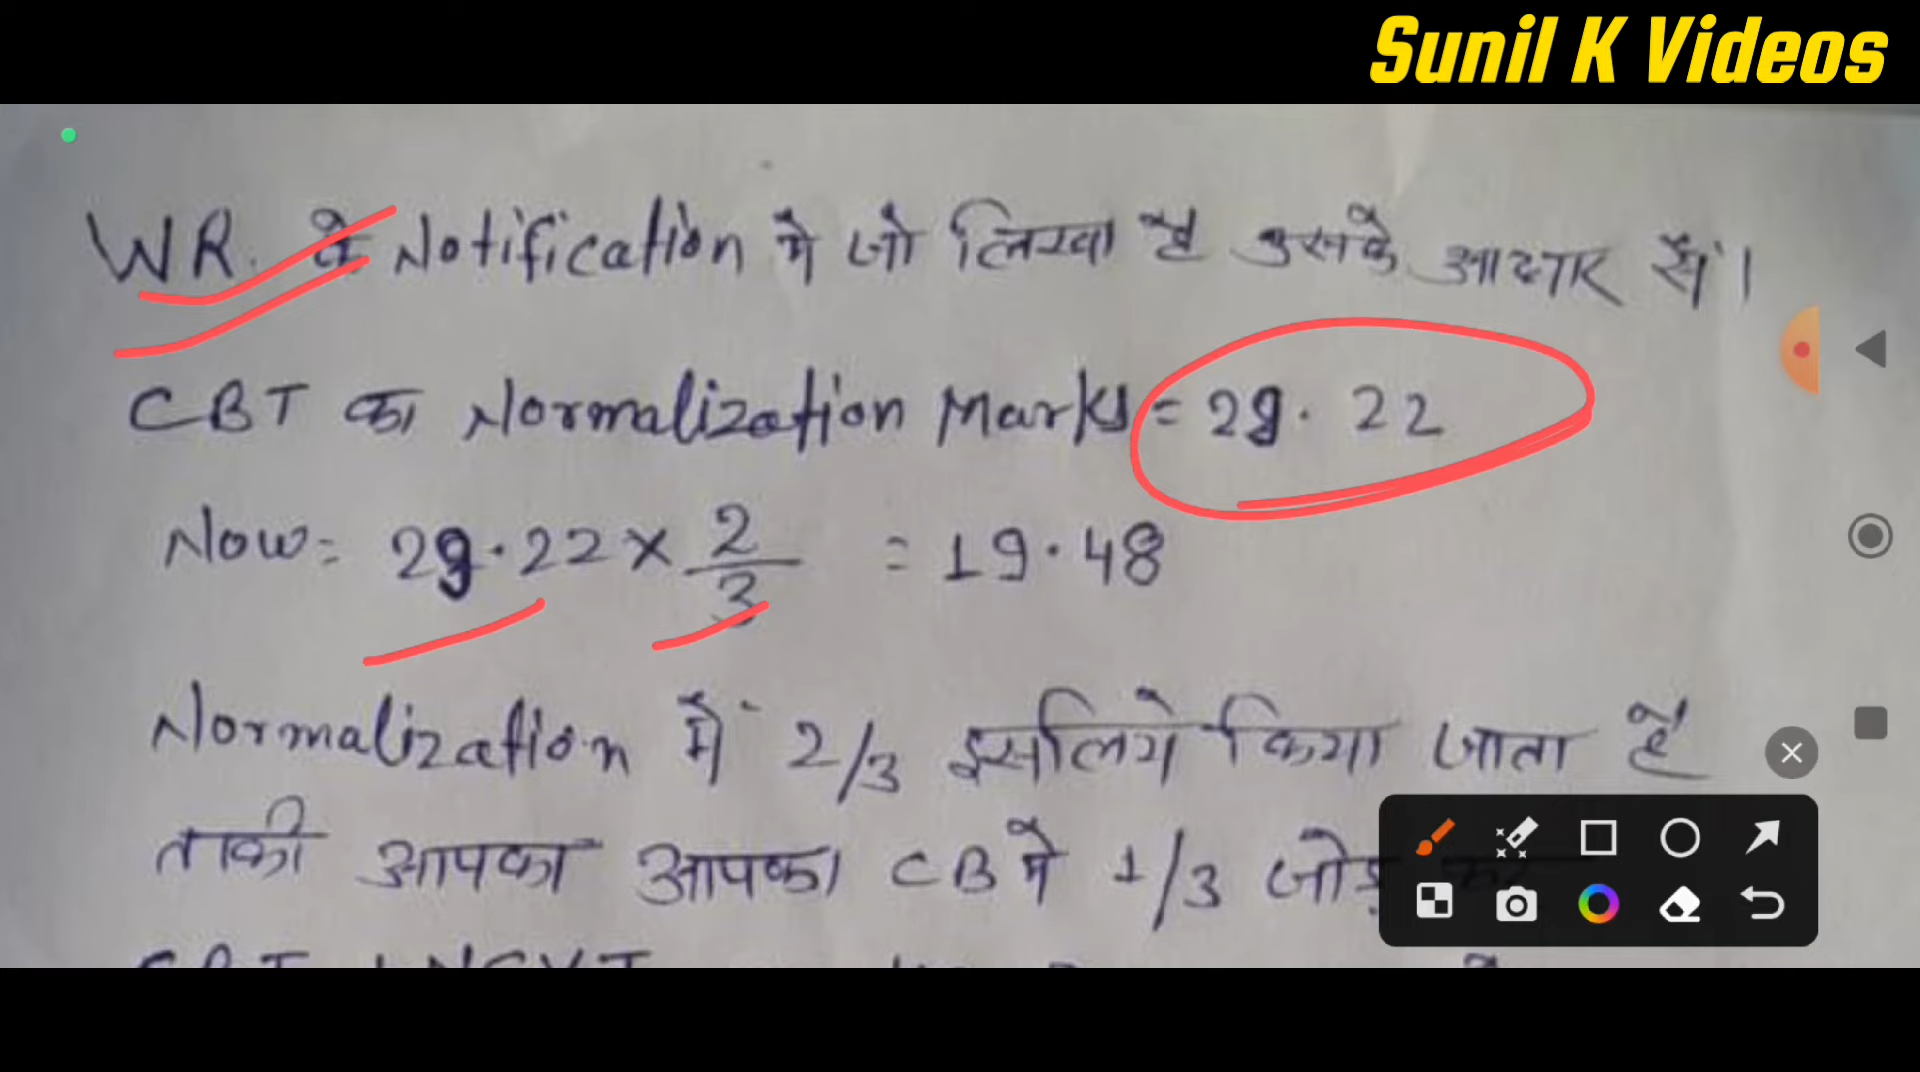 Sunil K Videos
WR. के Notification में जो लिखा है उसके आधार से।
CBT का Normalization Marks = 29.22
Now = 29.22 x 2/3 = 19.48
Normalization में 2/3 इसलिये किया जाता है
ताकी आपका आपका CB में 1/3 जोड़